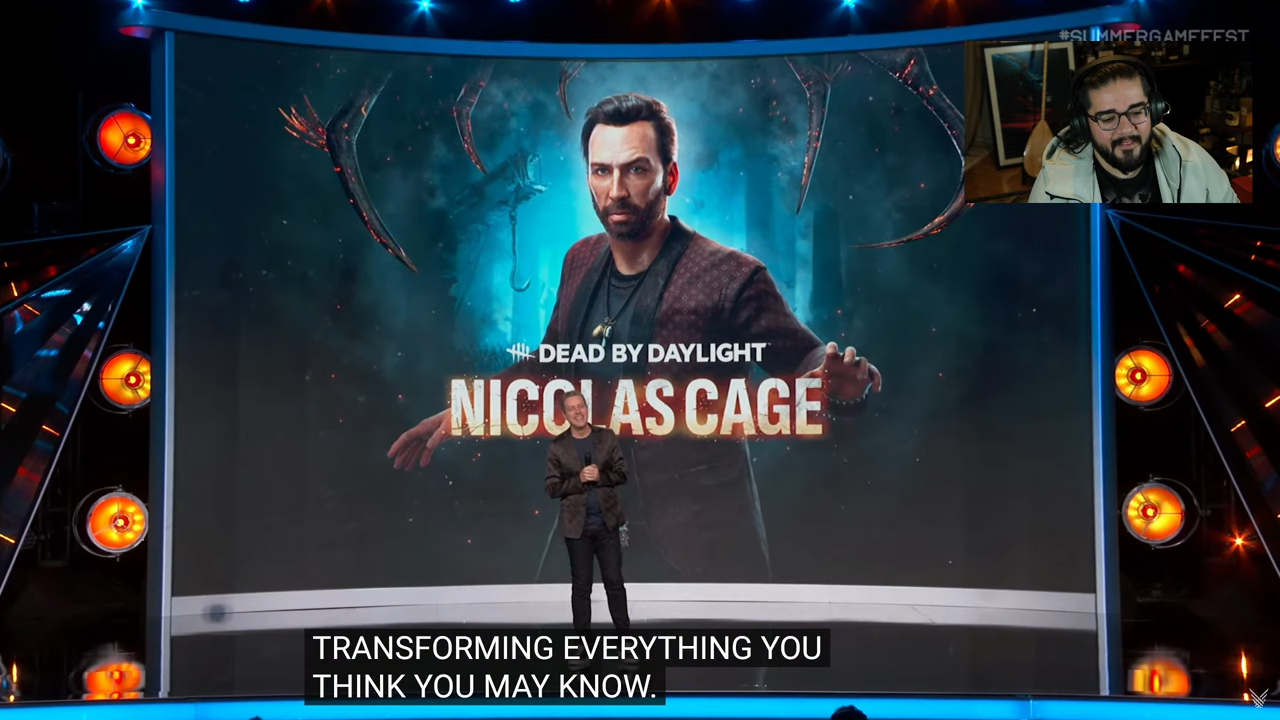 #SUMMERGAMEFEST
DEAD BY DAYLIGHT
NICOLAS CAGE
TRANSFORMING EVERYTHING YOU
THINK YOU MAY KNOW.